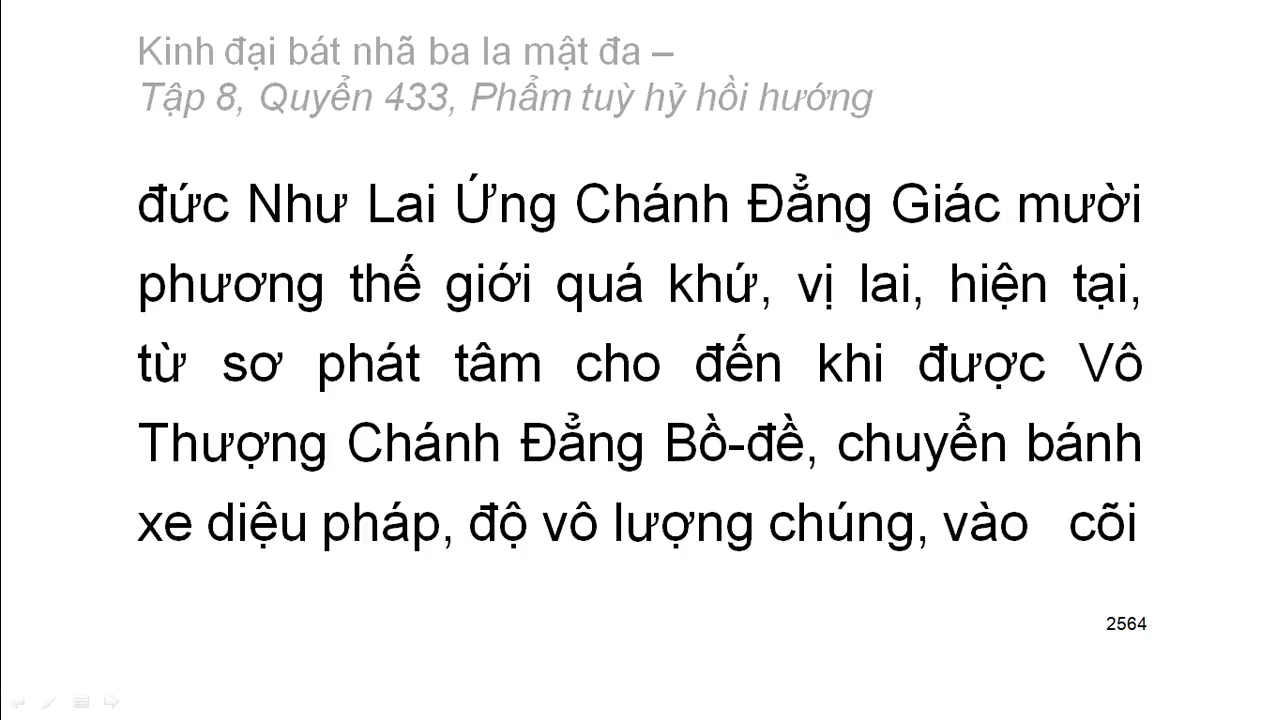 Kinh đại bát nhã ba la mật đa –
Tập 8, Quyển 433, Phẩm tuỳ hỷ hồi hướng
đức Như Lai Ứng Chánh Đẳng Giác mười
phương thế giới quá khứ, vị lai, hiện tại,
từ sơ phát tâm cho đến khi được Vô
Thượng Chánh Đẳng Bồ-đề, chuyển bánh
xe diệu pháp, độ vô lượng chúng, vào cõi
2564